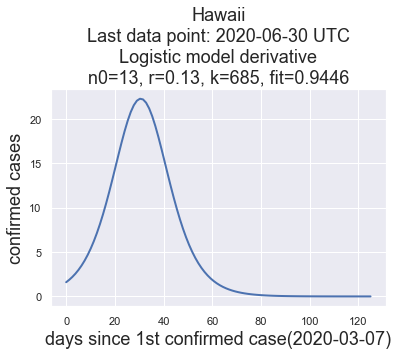 Hawaii
Last data point: 2020-06-30 UTC
Logistic model derivative
n0=13, r=0.13, k=685, fit=0.9446
confirmed cases
20
15
10
5
0
0 20 40 60 80 100 120
days since 1st confirmed case(2020-03-07)